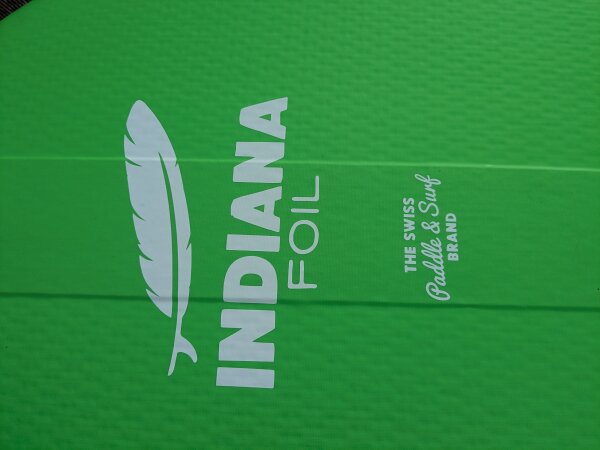 INDIANA
FOIL
THE SWISS
Paddle & Surf
BRAND